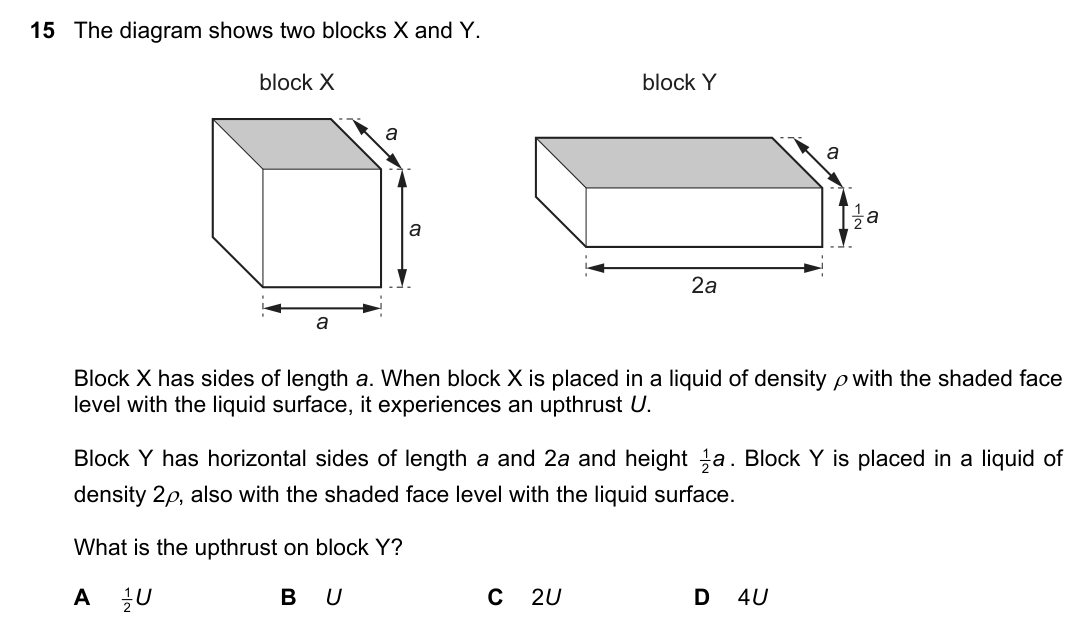 15 The diagram shows two blocks X and Y.
block X block Y
a a
a ½a
a 2a
Block X has sides of length a. When block X is placed in a liquid of density ρ with the shaded face
level with the liquid surface, it experiences an upthrust U.
Block Y has horizontal sides of length a and 2a and height ½a. Block Y is placed in a liquid of
density 2ρ, also with the shaded face level with the liquid surface.
What is the upthrust on block Y?
A ½U B U C 2U D 4U